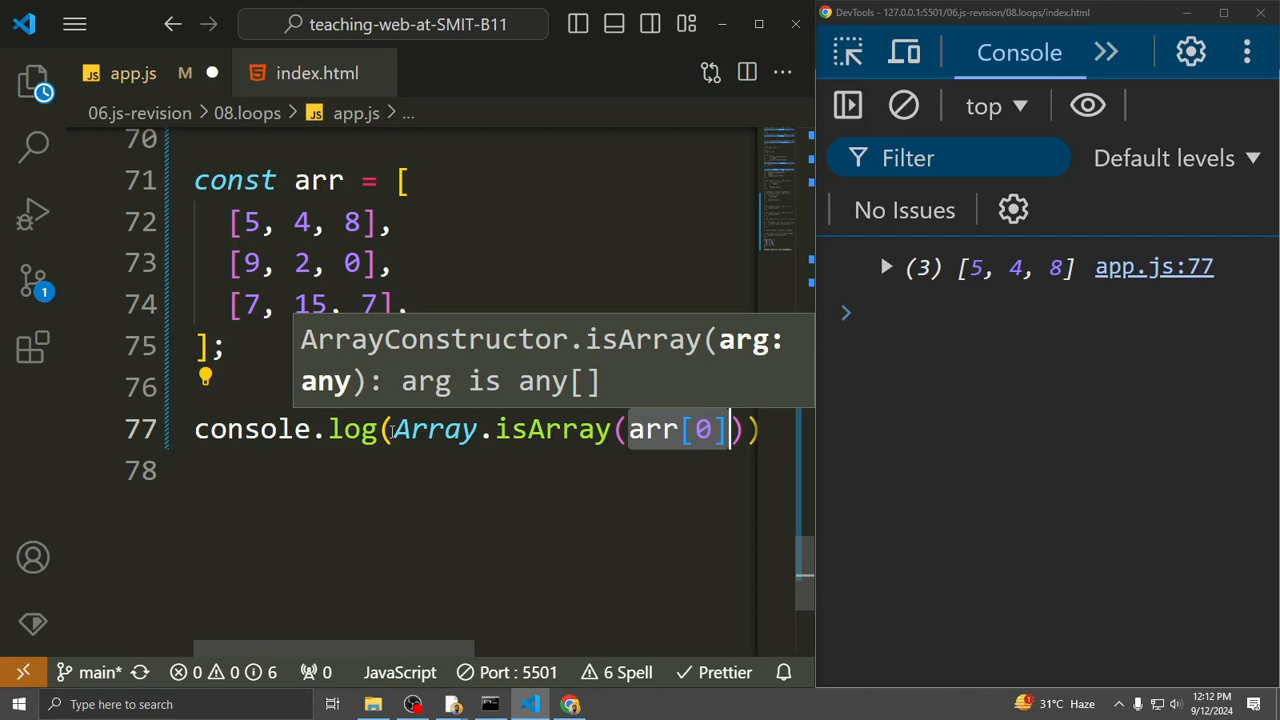 teaching-web-at-SMIT-B11
DevTools - 127.0.0.1:5501/06.js-revision/08.loops/index.html
JS app.js M
index.html
Console
06.js-revision > 08.loops > JS app.js > ...
top
Filter
Default levels
No Issues
70
71 const arr = [
72 [5, 4, 8],
73 [9, 2, 0],
74 [7, 15, 7],
75 ];
76
ArrayConstructor.isArray(arg:
any): arg is any[]
77 console.log(Array.isArray(arr[0]))
78
(3) [5, 4, 8] app.js:77
1
main* 0 0 6 0 JavaScript Port : 5501 6 Spell Prettier
Type here to search
31°C Haze
12:12 PM
9/12/2024